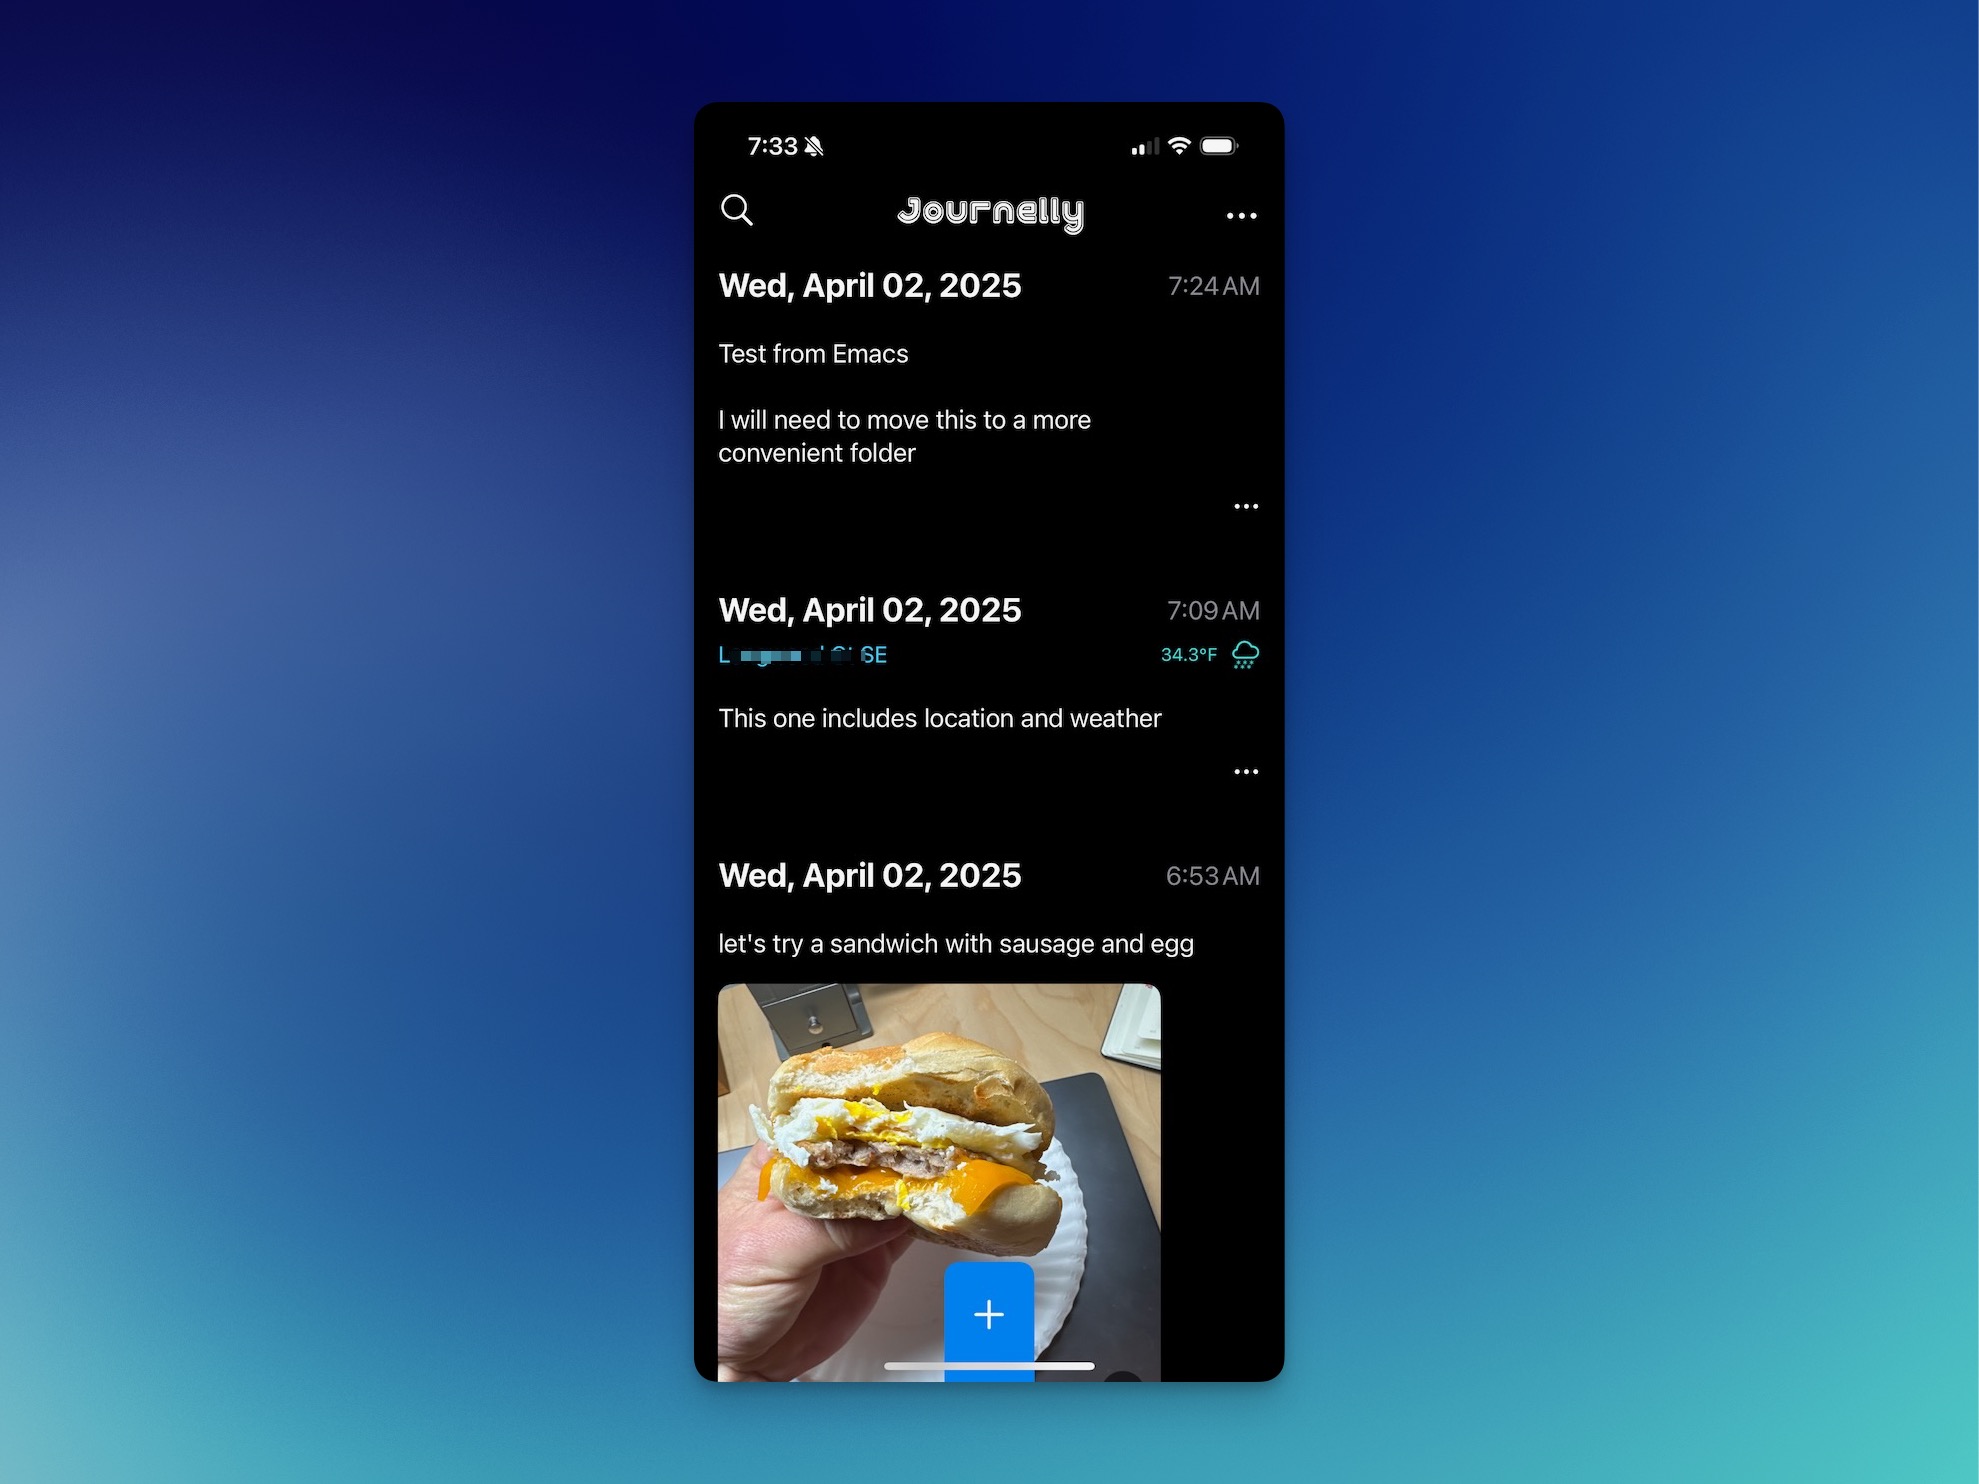 7:33
Journelly
Wed, April 02, 2025 7:24 AM
Test from Emacs
I will need to move this to a more
convenient folder
Wed, April 02, 2025 7:09 AM
SE 34.3°F
This one includes location and weather
Wed, April 02, 2025 6:53 AM
let's try a sandwich with sausage and egg